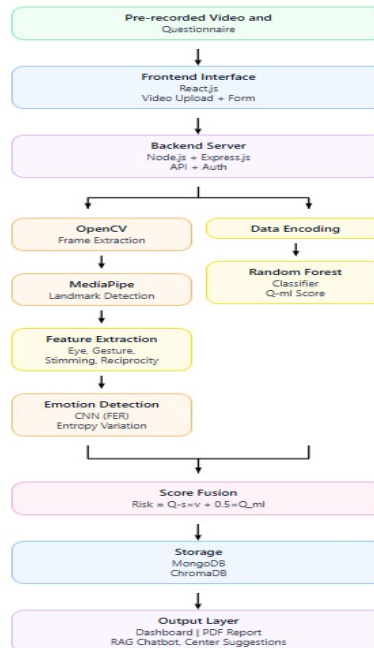 Pre-recorded Video and
Questionnaire
Frontend Interface
React.js
Video Upload + Form
Backend Server
Node.js + Express.js
API + Auth
OpenCV
Frame Extraction
Data Encoding
MediaPipe
Landmark Detection
Random Forest
Classifier
Q-ml Score
Feature Extraction
Eye, Gesture,
Stimming, Reciprocity
Emotion Detection
CNN (FER)
Entropy Variation
Score Fusion
Risk = Q-s×v + 0.5×Q_ml
Storage
MongoDB
ChromaDB
Output Layer
Dashboard | PDF Report
RAG Chatbot, Center Suggestions